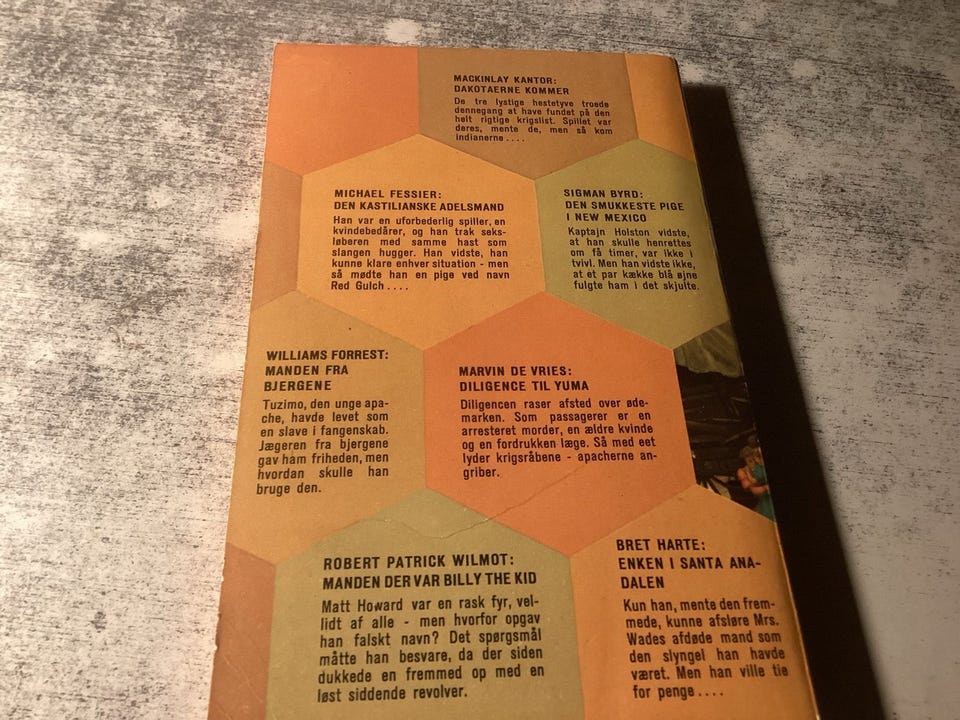 MACKINLAY KANTOR:
DAKOTAERNE KOMMER
De tre lystige hestetyve troede
dennegang at have fundet på den
helt rigtige krigslist. Spillet var
deres, mente de, men så kom
indianerne....
MICHAEL FESSIER:
DEN KASTILIANSKE ADELSMAND
Han var en uforbederlig spiller, en
kvindebedårer, og han trak seks-
løberen med samme hast som
slangen hugger. Han vidste, han
kunne klare enhver situation - men
så mødte han en pige ved navn
Red Gulch....
SIGMAN BYRD:
DEN SMUKKESTE PIGE
I NEW MEXICO
Kaptajn Holston vidste,
at han skulle henrettes
om få timer, var ikke i
tvivl. Men han vidste ikke,
at et par kække blå øjne
fulgte ham i det skjulte.
WILLIAMS FORREST:
MANDEN FRA
BJERGENE
Tuzimo, den unge apa-
che, havde levet som
en slave i fangenskab.
Jægeren fra bjergene
gav ham friheden, men
hvordan skulle han
bruge den.
MARVIN DE VRIES:
DILIGENCE TIL YUMA
Diligencen raser afsted over øde-
marken. Som passagerer er en
arresteret morder, en ældre kvinde
og en fordrukken læge. Så med eet
lyder krigsråbene - apacherne an-
griber.
ROBERT PATRICK WILMOT:
MANDEN DER VAR BILLY THE KID
Matt Howard var en rask fyr, vel-
lidt af alle - men hvorfor opgav
han falskt navn? Det spørgsmål
måtte han besvare, da der siden
dukkede en fremmed op med en
løst siddende revolver.
BRET HARTE:
ENKEN I SANTA ANA-
DALEN
Kun han, mente den frem-
mede, kunne afsløre Mrs.
Wades afdøde mand som
den slyngel han havde
været. Men han ville tie
for penge....